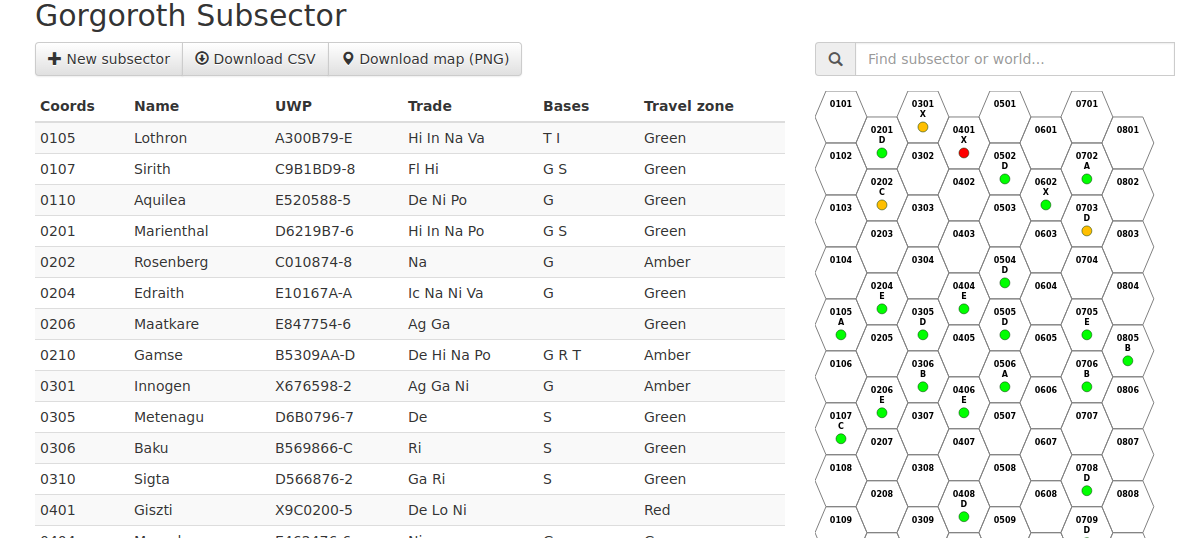 Gorgoroth Subsector
New subsector Download CSV Download map (PNG)
Find subsector or world...
Coords Name UWP Trade Bases Travel zone
0105 Lothron A300B79-E Hi In Na Va T I Green
0107 Sirith C9B1BD9-8 Fl Hi G S Green
0110 Aquilea E520588-5 De Ni Po G Green
0201 Marienthal D6219B7-6 Hi In Na Po G S Green
0202 Rosenberg C010874-8 Na G Amber
0204 Edraith E10167A-A Ic Na Ni Va G Green
0206 Maatkare E847754-6 Ag Ga Green
0210 Gamse B5309AA-D De Hi Na Po G R T Amber
0301 Innogen X676598-2 Ag Ga Ni G Amber
0305 Metenagu D6B0796-7 De S Green
0306 Baku B569866-C Ri S Green
0310 Sigta D566876-2 Ga Ri S Green
0401 Giszti X9C0200-5 De Lo Ni Red
0101 0301 0501 0701
X
0201 0401 0601 0801
D X
0102 0302 0502 0702
D A
0202 0402 0602 0802
C X
0103 0303 0503 0703
D
0203 0403 0603 0803
0104 0304 0504 0704
D
0204 0404 0604 0804
E E
0105 0305 0505 0705
A D D E
0205 0405 0605 0805
B
0106 0306 0506 0706
B A B
0206 0406 0606 0806
E E
0107 0307 0507 0707
C
0207 0407 0607 0807
0108 0308 0508 0708
D
0208 0408 0608 0808
D
0109 0309 0509 0709
D